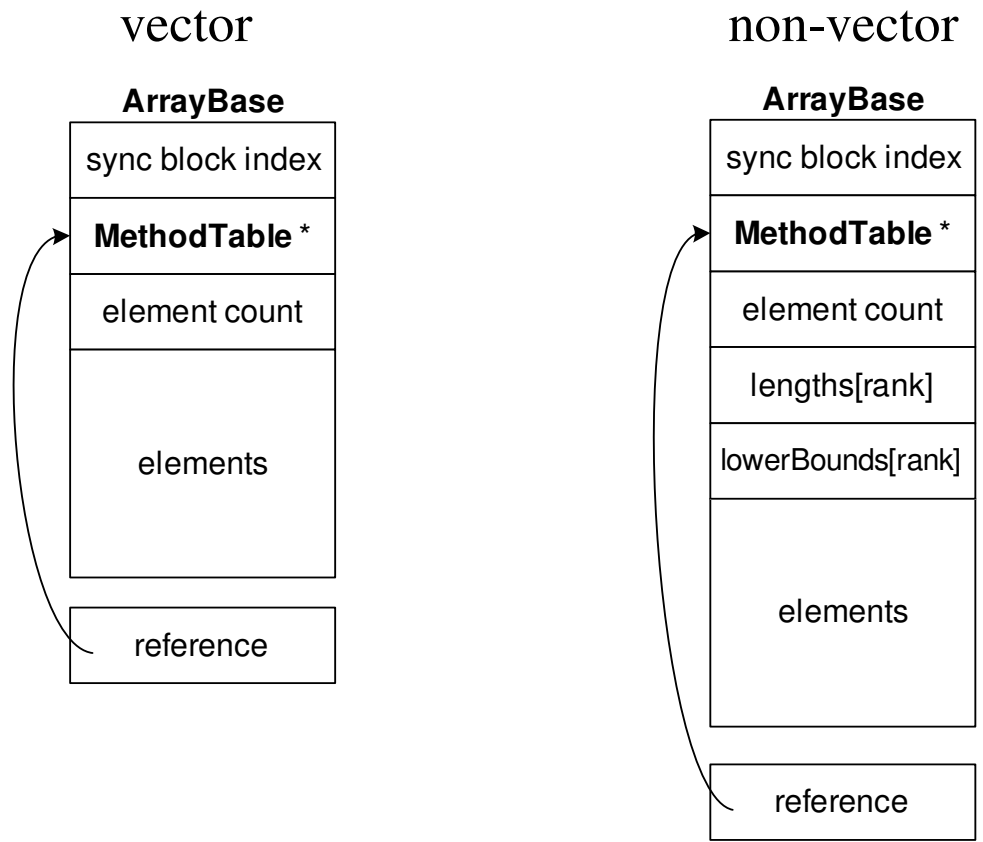 vector
ArrayBase
sync block index
MethodTable *
element count
elements
reference
non-vector
ArrayBase
sync block index
MethodTable *
element count
lengths[rank]
lowerBounds[rank]
elements
reference